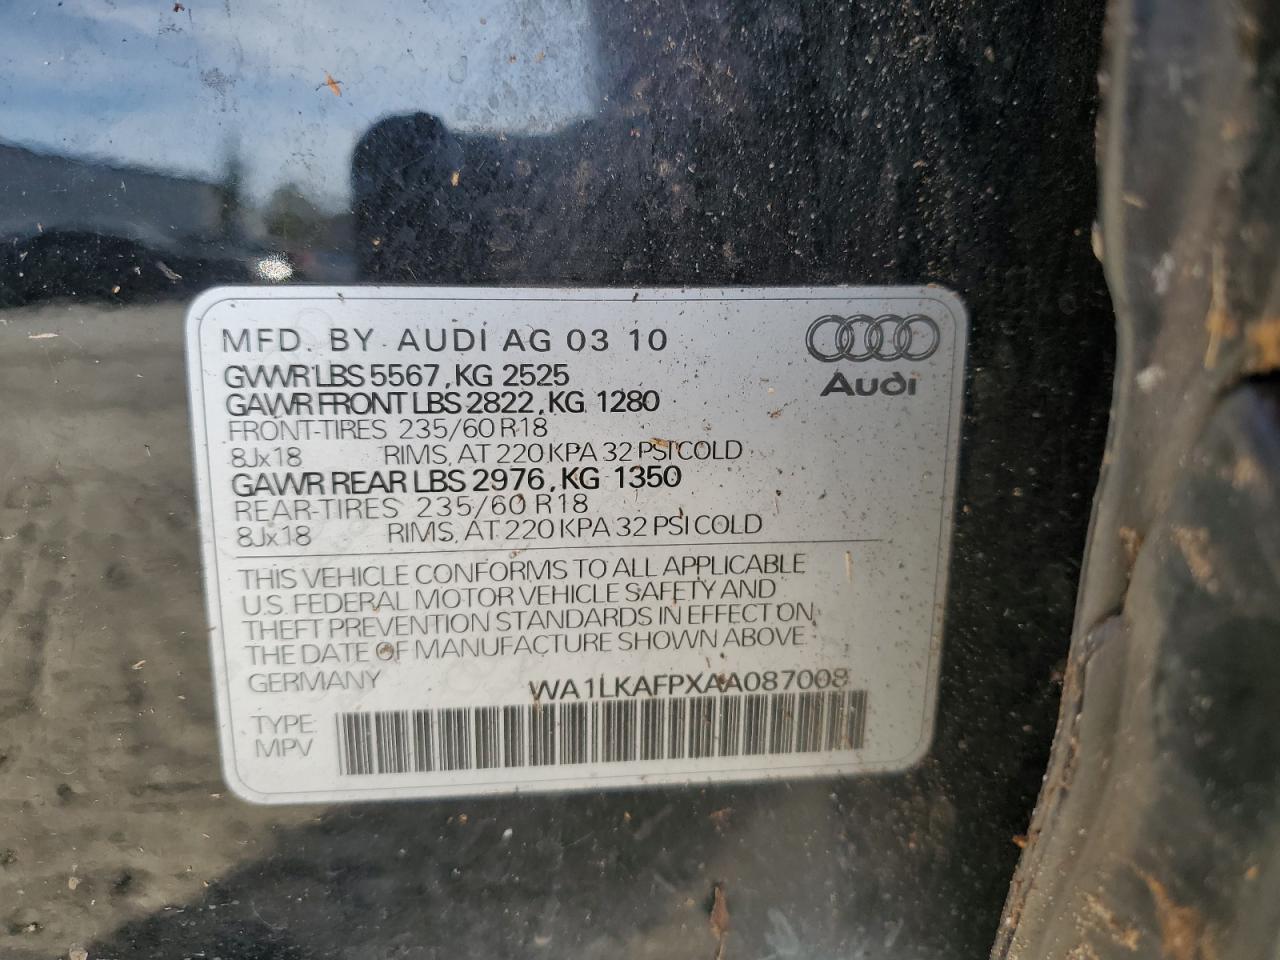 MFD. BY AUDI AG 03 10
GVWR LBS 5567, KG 2525
GAWR FRONT LBS 2822, KG 1280
FRONT-TIRES 235/60 R18
8Jx18 RIMS, AT 220 KPA 32 PSI COLD
GAWR REAR LBS 2976, KG 1350
REAR-TIRES 235/60 R18
8Jx18 RIMS, AT 220 KPA 32 PSI COLD
Audi
THIS VEHICLE CONFORMS TO ALL APPLICABLE
U.S. FEDERAL MOTOR VEHICLE SAFETY AND
THEFT PREVENTION STANDARDS IN EFFECT ON
THE DATE OF MANUFACTURE SHOWN ABOVE
GERMANY WA1LKAFPXAA087008
TYPE:
MPV